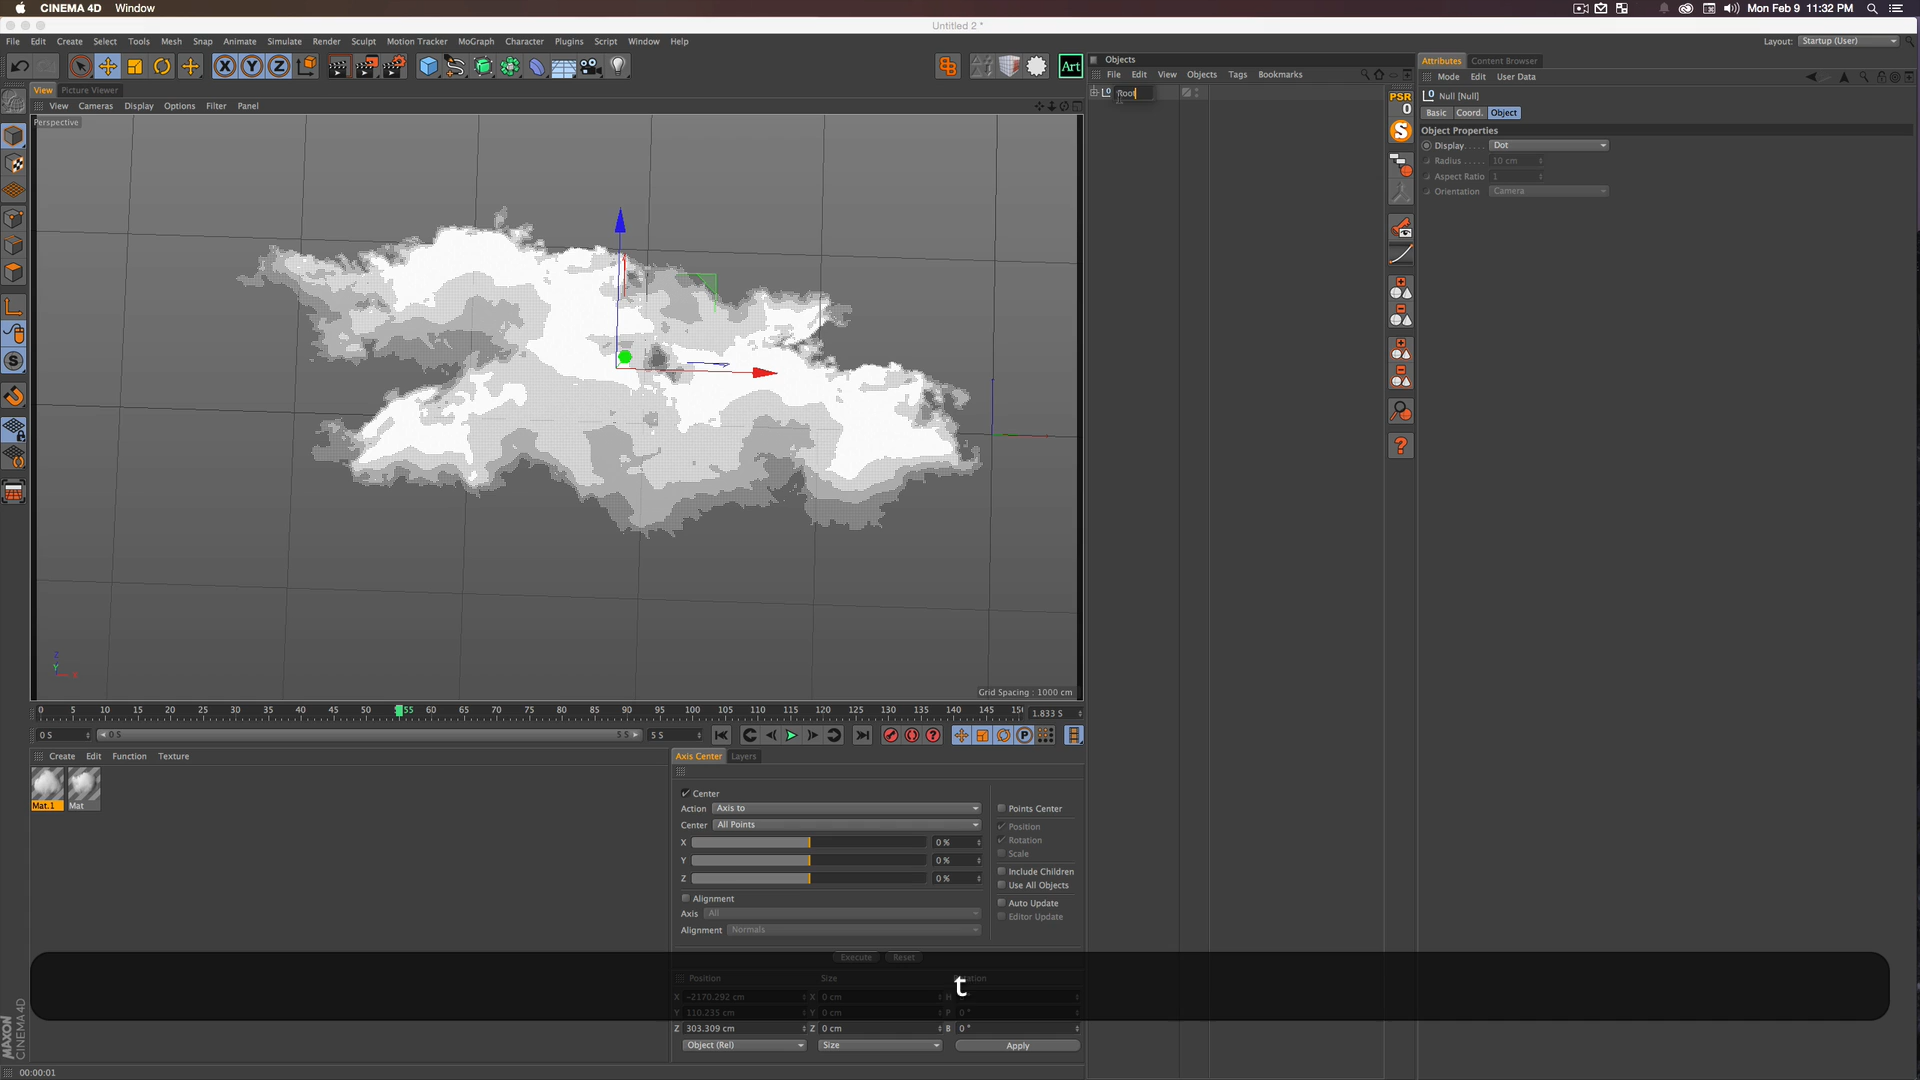 CINEMA 4D Window
Mon Feb 9 11:32 PM
Untitled 2 *
File Edit Create Select Tools Mesh Snap Animate Simulate Render Sculpt Motion Tracker MoGraph Character Plugins Script Window Help
Layout: Startup (User)
X Y Z
Art
View Picture Viewer
View Cameras Display Options Filter Panel
Perspective
Objects
File Edit View Objects Tags Bookmarks
Root
PSR
0
S
Attributes Content Browser
Mode Edit User Data
Null [Null]
Basic Coord. Object
Object Properties
Display Dot
Radius 10 cm
Aspect Ratio 1
Orientation Camera
Z
Y
X
Grid Spacing : 1000 cm
0 5 10 15 20 25 30 35 40 45 50 55 60 65 70 75 80 85 90 95 100 105 110 115 120 125 130 135 140 145 15
1.833 S
0 S 0 S 5 S 5 S
Create Edit Function Texture
Mat.1 Mat
Axis Center Layers
Center
Action Axis to
Center All Points
X 0 %
Y 0 %
Z 0 %
Alignment
Axis All
Alignment Normals
Points Center
Position
Rotation
Scale
Include Children
Use All Objects
Auto Update
Editor Update
Execute Reset
Position Size
t
X -2170.292 cm X 0 cm H
Y 110.235 cm Y 0 cm P 0 °
Z 303.309 cm Z 0 cm B 0 °
Object (Rel) Size Apply
MAXON
CINEMA 4D
00:00:01